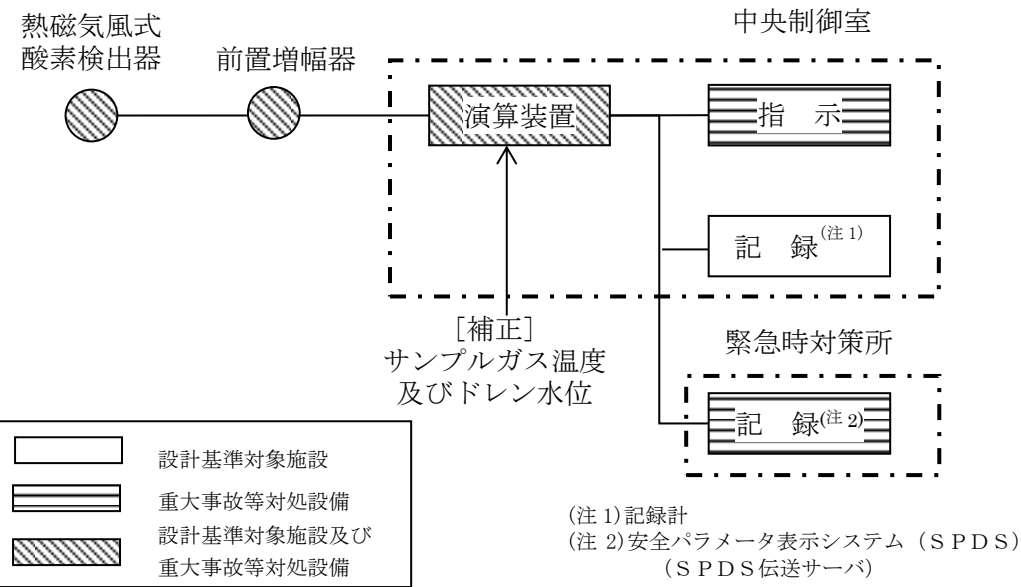 中央制御室
熱磁気風式
酸素検出器
前置増幅器
演算装置
指　示
記　録(注 1)
[補正]
サンプルガス温度
及びドレン水位
緊急時対策所
記　録(注 2)
設計基準対象施設
重大事故等対処設備
設計基準対象施設及び
重大事故等対処設備
(注 1)記録計
(注 2)安全パラメータ表示システム（ＳＰＤＳ）
（ＳＰＤＳ伝送サーバ）